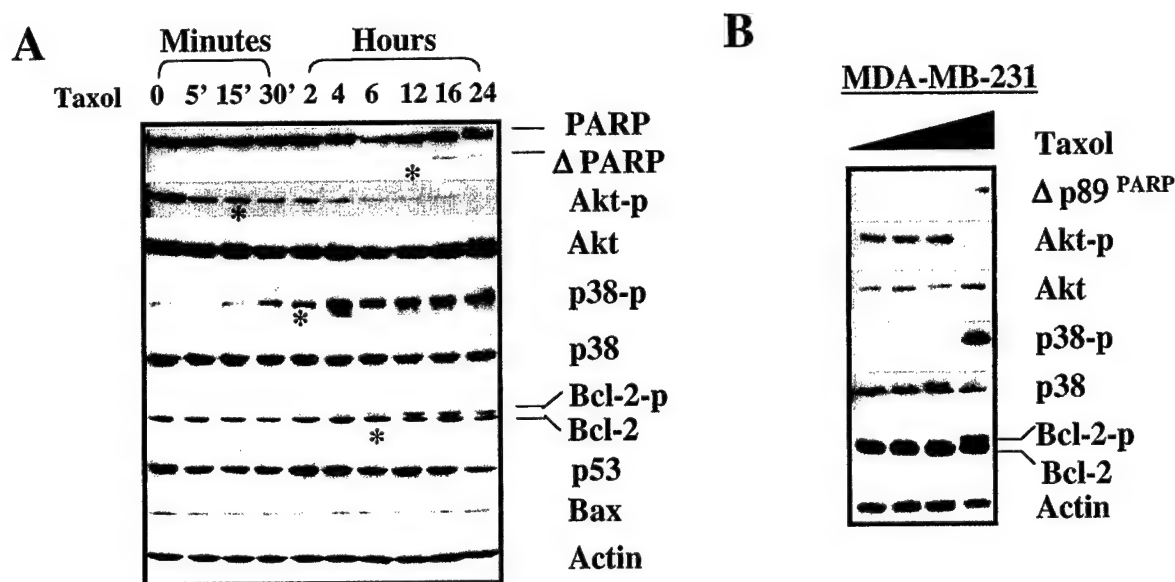 A
Minutes Hours
Taxol 0 5’ 15’ 30’ 2 4 6 12 16 24
PARP
Δ PARP
*
Akt-p
*
Akt
p38-p
*
p38
Bcl-2-p
Bcl-2
*
p53
Bax
Actin
B
MDA-MB-231
Taxol
Δ p89 PARP
Akt-p
Akt
p38-p
p38
Bcl-2-p
Bcl-2
Actin